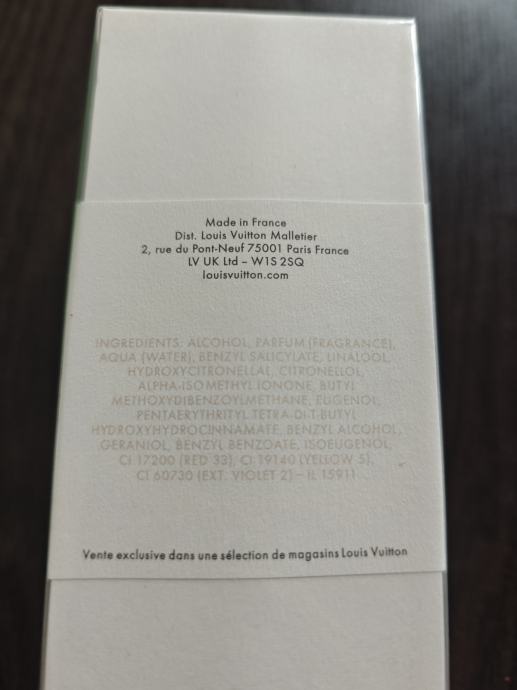 Made in France
Dist. Louis Vuitton Malletier
2, rue du Pont-Neuf 75001 Paris France
LV UK Ltd – W1S 2SQ
louisvuitton.com
INGREDIENTS: ALCOHOL, PARFUM (FRAGRANCE),
AQUA (WATER), BENZYL SALICYLATE, LINALOOL,
HYDROXYCITRONELLAL, CITRONELLOL,
ALPHA-ISOMETHYL IONONE, BUTYL
METHOXYDIBENZOYLMETHANE, EUGENOL,
PENTAERYTHRITYL TETRA-DI-T-BUTYL
HYDROXYHYDROCINNAMATE, BENZYL ALCOHOL,
GERANIOL, BENZYL BENZOATE, ISOEUGENOL,
CI 17200 (RED 33), CI 19140 (YELLOW 5),
CI 60730 (EXT. VIOLET 2) – IL 15911
Vente exclusive dans une sélection de magasins Louis Vuitton